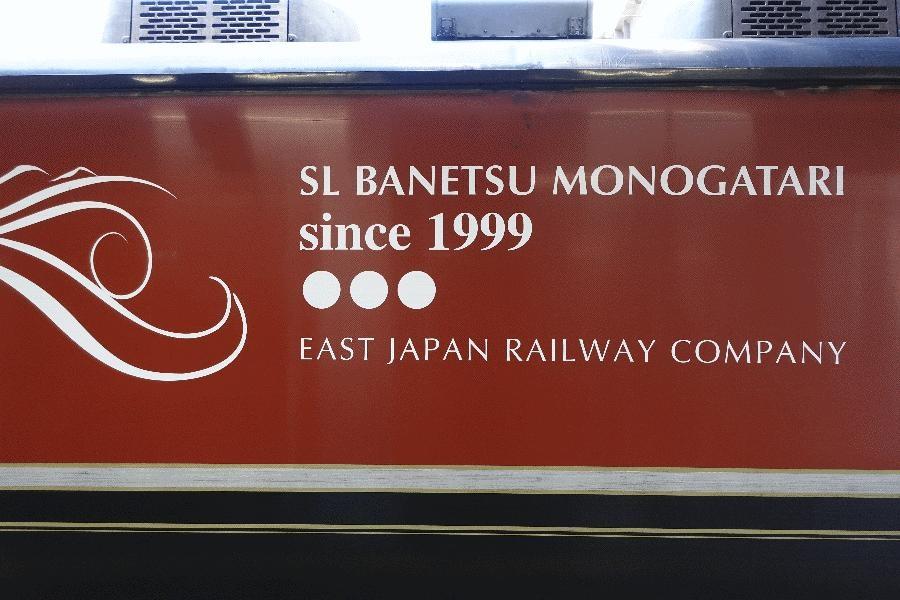 SL BANETSU MONOGATARI
since 1999
EAST JAPAN RAILWAY COMPANY